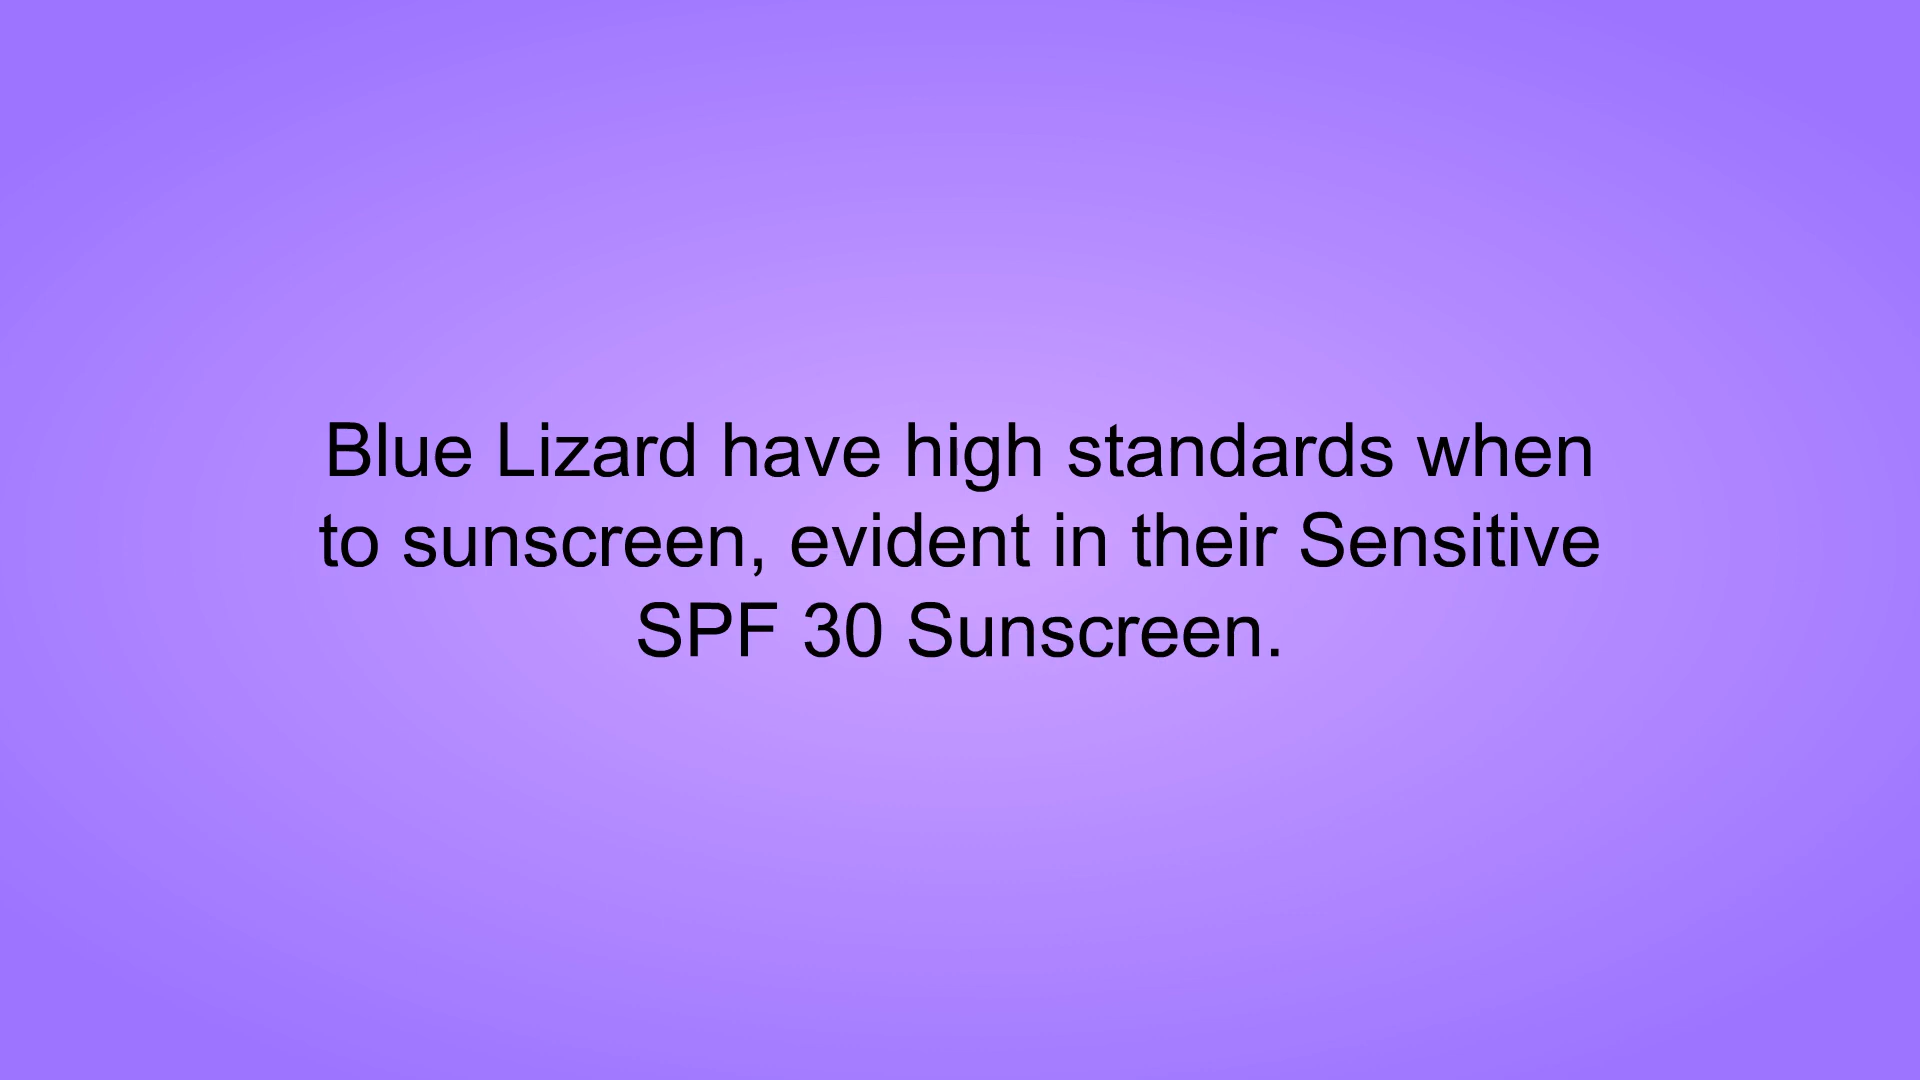 Blue Lizard have high standards when
to sunscreen, evident in their Sensitive
SPF 30 Sunscreen.